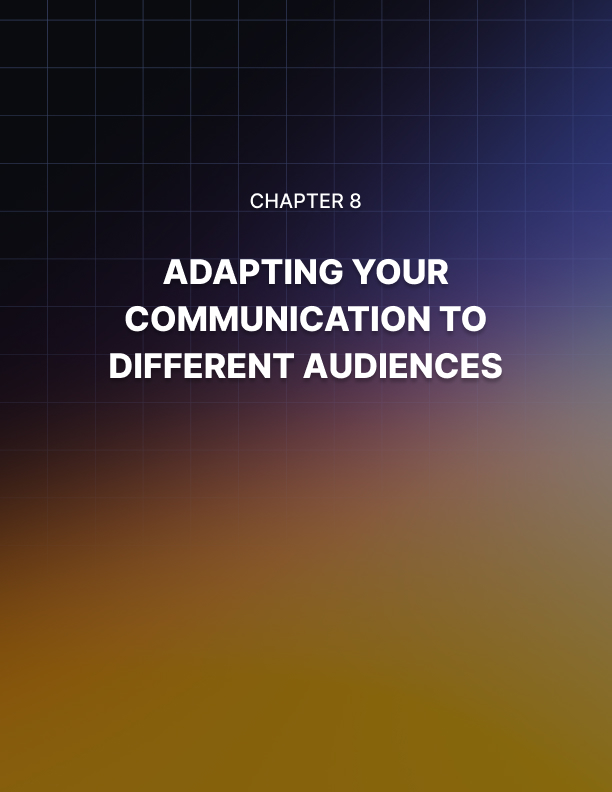 CHAPTER 8
ADAPTING YOUR
COMMUNICATION TO
DIFFERENT AUDIENCES